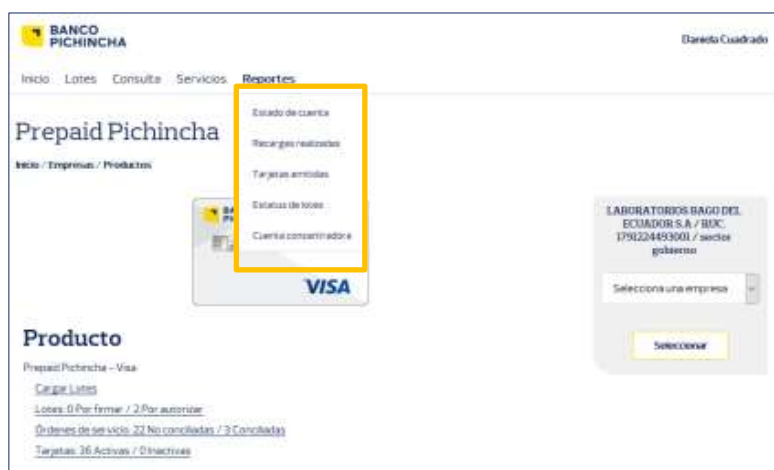 BANCO
PICHINCHA
Daniela Cuadrado
Inicio Lotes Consulta Servicios Reportes
Estado de cuenta
Recargas realizadas
Tarjetas emitidas
Estatus de lotes
Cuenta concentradora
Prepaid Pichincha
Inicio / Empresas / Productos
VISA
LABORATORIOS BAGO DEL
ECUADOR S.A / RUC.
1791224493001 / sector
gobierno
Selecciona una empresa
Seleccionar
Producto
Prepaid Pichincha - Visa
Cargar Lotes
Lotes: 0 Por firmar / 2 Por autorizar
Órdenes de servicio: 22 No conciliadas / 3 Conciliadas
Tarjetas: 36 Activas / 0 Inactivas